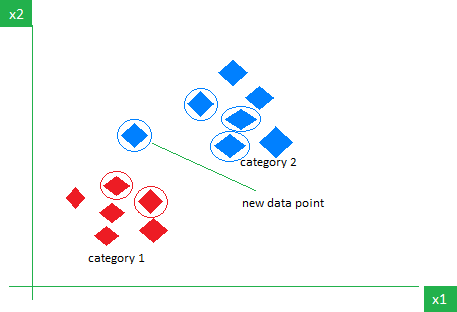 x2
category 2
new data point
category 1
x1